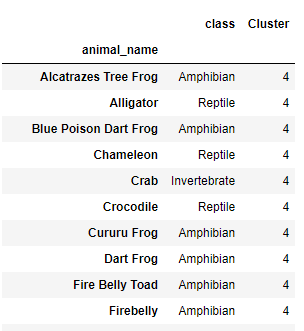 class Cluster
animal_name
Alcatrazes Tree Frog Amphibian 4
Alligator Reptile 4
Blue Poison Dart Frog Amphibian 4
Chameleon Reptile 4
Crab Invertebrate 4
Crocodile Reptile 4
Cururu Frog Amphibian 4
Dart Frog Amphibian 4
Fire Belly Toad Amphibian 4
Firebelly Amphibian 4